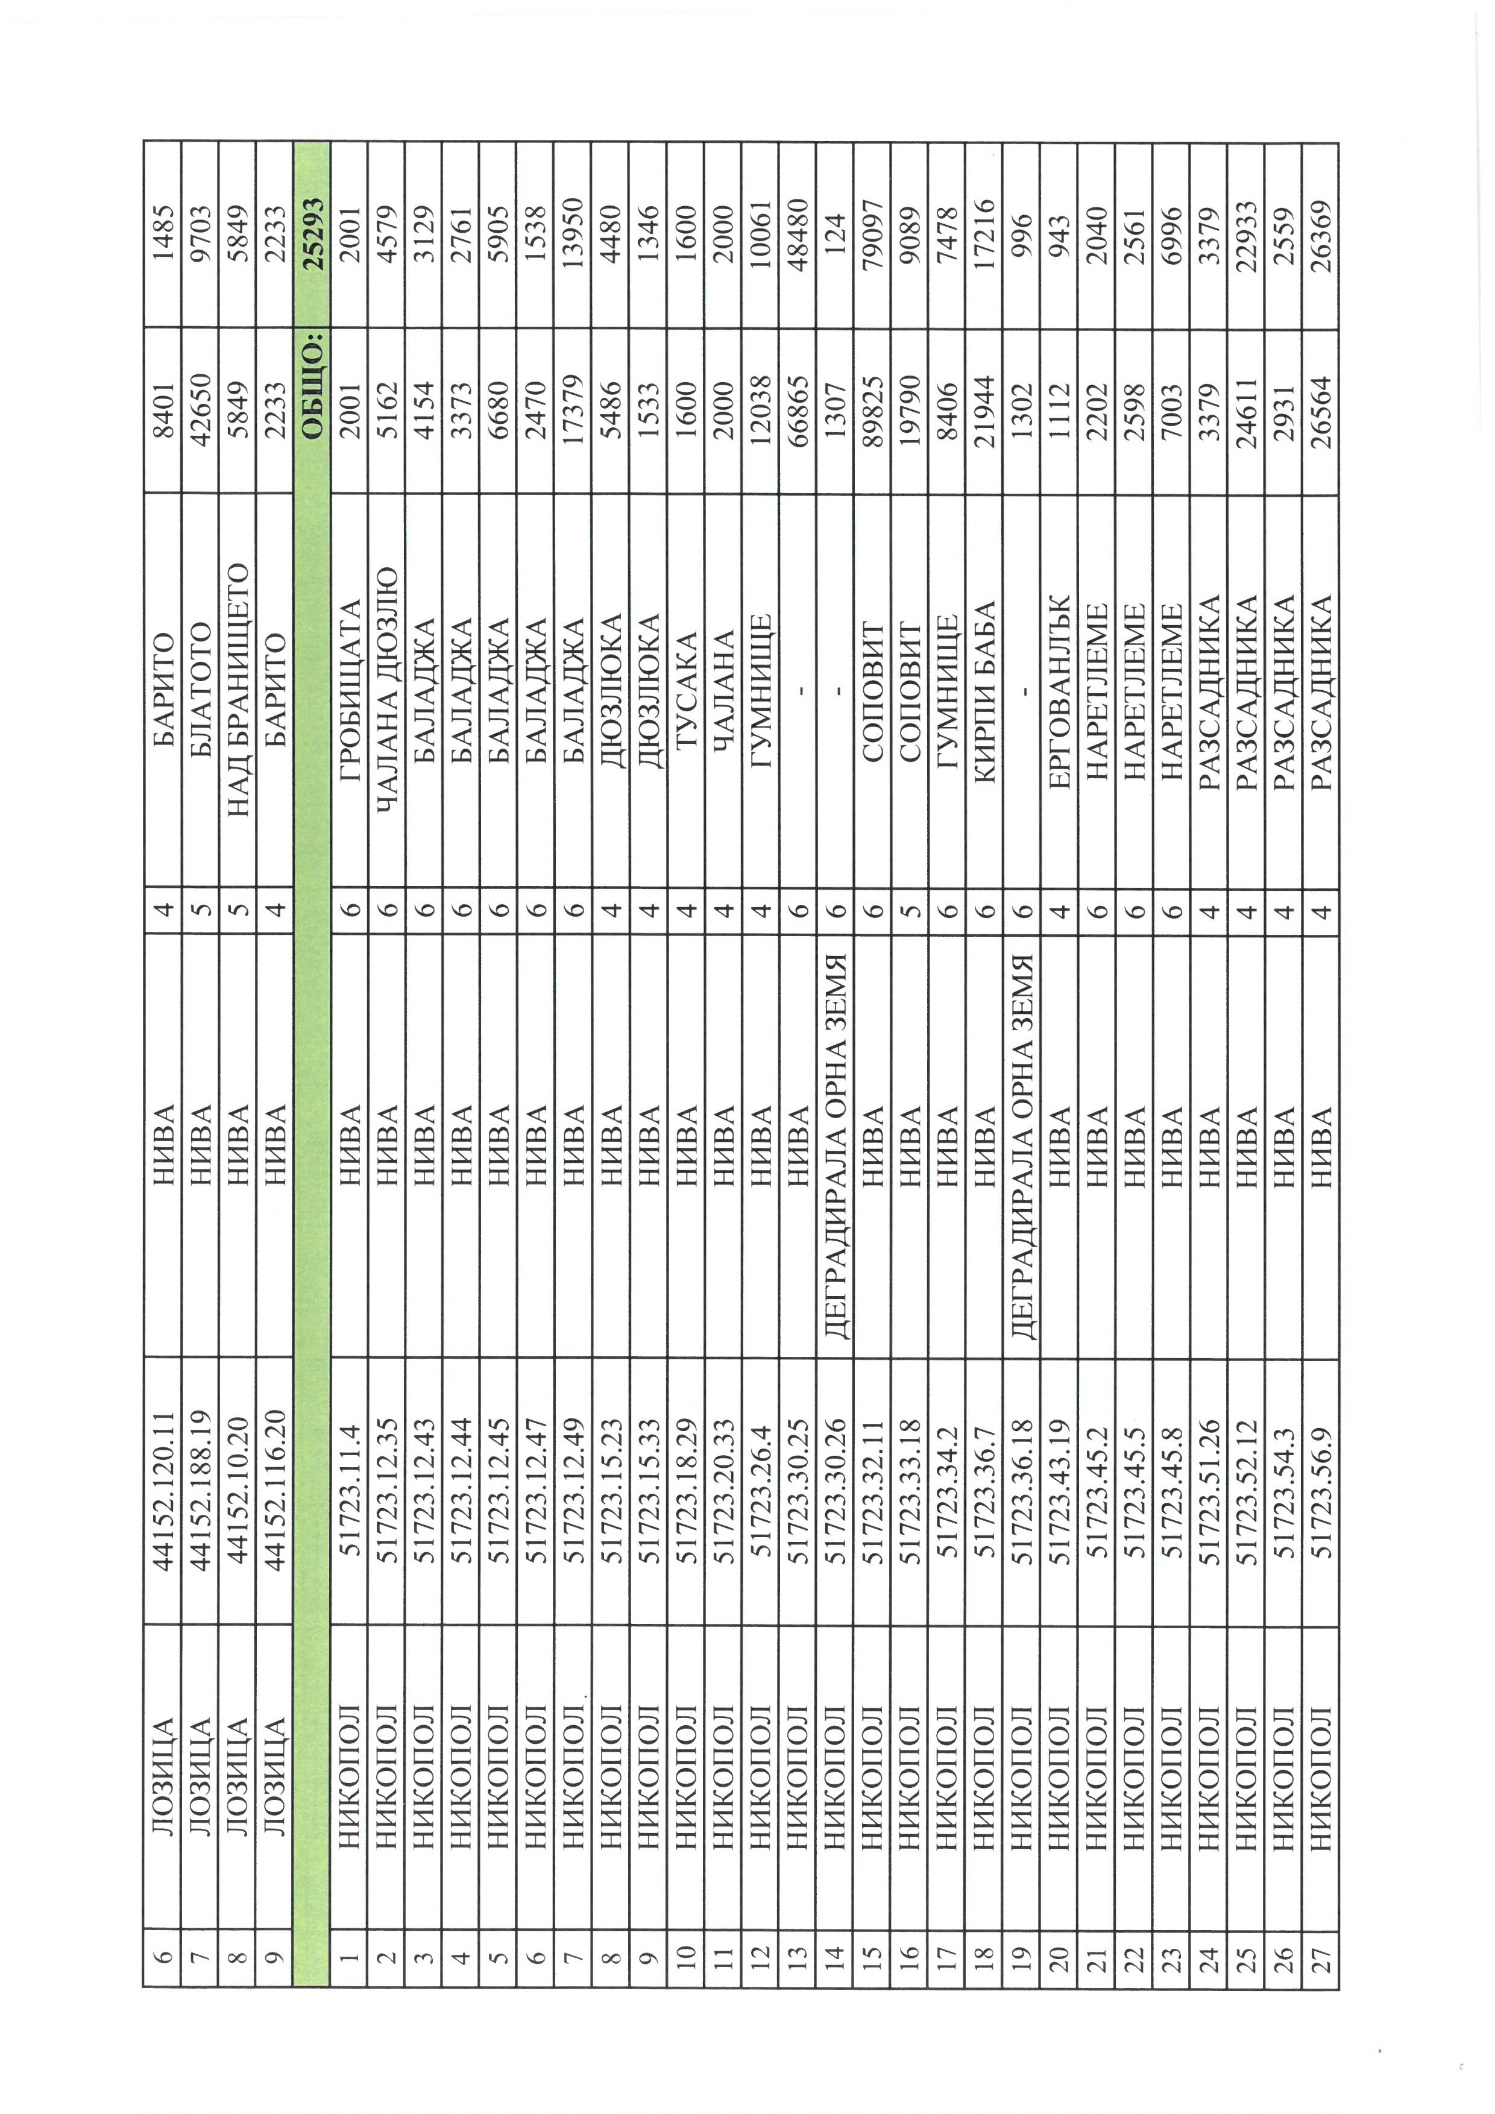 6 ЛОЗИЦА 44152.120.11 НИВА 4 БАРИТО 8401 1485
7 ЛОЗИЦА 44152.188.19 НИВА 5 БЛАТОТО 42650 9703
8 ЛОЗИЦА 44152.10.20 НИВА 5 НАД БРАНИЩЕТО 5849 5849
9 ЛОЗИЦА 44152.116.20 НИВА 4 БАРИТО 2233 2233
ОБЩО: 25293
1 НИКОПОЛ 51723.11.4 НИВА 6 ГРОБИЦАТА 2001 2001
2 НИКОПОЛ 51723.12.35 НИВА 6 ЧАЛАНА ДЮЗЛЮ 5162 4579
3 НИКОПОЛ 51723.12.43 НИВА 6 БАЛАДЖА 4154 3129
4 НИКОПОЛ 51723.12.44 НИВА 6 БАЛАДЖА 3373 2761
5 НИКОПОЛ 51723.12.45 НИВА 6 БАЛАДЖА 6680 5905
6 НИКОПОЛ 51723.12.47 НИВА 6 БАЛАДЖА 2470 1538
7 НИКОПОЛ 51723.12.49 НИВА 6 БАЛАДЖА 17379 13950
8 НИКОПОЛ 51723.15.23 НИВА 4 ДЮЗЛЮКА 5486 4480
9 НИКОПОЛ 51723.15.33 НИВА 4 ДЮЗЛЮКА 1533 1346
10 НИКОПОЛ 51723.18.29 НИВА 4 ТУСАКА 1600 1600
11 НИКОПОЛ 51723.20.33 НИВА 4 ЧАЛАНА 2000 2000
12 НИКОПОЛ 51723.26.4 НИВА 4 ГУМНИЩЕ 12038 10061
13 НИКОПОЛ 51723.30.25 НИВА 6 - 66865 48480
14 НИКОПОЛ 51723.30.26 ДЕГРАДИРАЛА ОРНА ЗЕМЯ 6 - 1307 124
15 НИКОПОЛ 51723.32.11 НИВА 6 СОПОВИТ 89825 79097
16 НИКОПОЛ 51723.33.18 НИВА 5 СОПОВИТ 19790 9089
17 НИКОПОЛ 51723.34.2 НИВА 6 ГУМНИЩЕ 8406 7478
18 НИКОПОЛ 51723.36.7 НИВА 6 КИРПИ БАБА 21944 17216
19 НИКОПОЛ 51723.36.18 ДЕГРАДИРАЛА ОРНА ЗЕМЯ 6 - 1302 996
20 НИКОПОЛ 51723.43.19 НИВА 4 ЕРГОВАНЛЪК 1112 943
21 НИКОПОЛ 51723.45.2 НИВА 6 НАРЕТЛЕМЕ 2202 2040
22 НИКОПОЛ 51723.45.5 НИВА 6 НАРЕТЛЕМЕ 2598 2561
23 НИКОПОЛ 51723.45.8 НИВА 6 НАРЕТЛЕМЕ 7003 6996
24 НИКОПОЛ 51723.51.26 НИВА 4 РАЗСАДНИКА 3379 3379
25 НИКОПОЛ 51723.52.12 НИВА 4 РАЗСАДНИКА 24611 22933
26 НИКОПОЛ 51723.54.3 НИВА 4 РАЗСАДНИКА 2931 2559
27 НИКОПОЛ 51723.56.9 НИВА 4 РАЗСАДНИКА 26564 26369